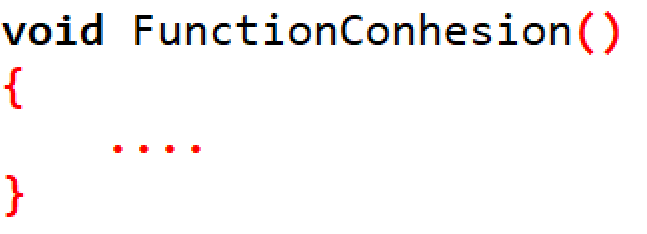 void FunctionConhesion()
{
    ....
}